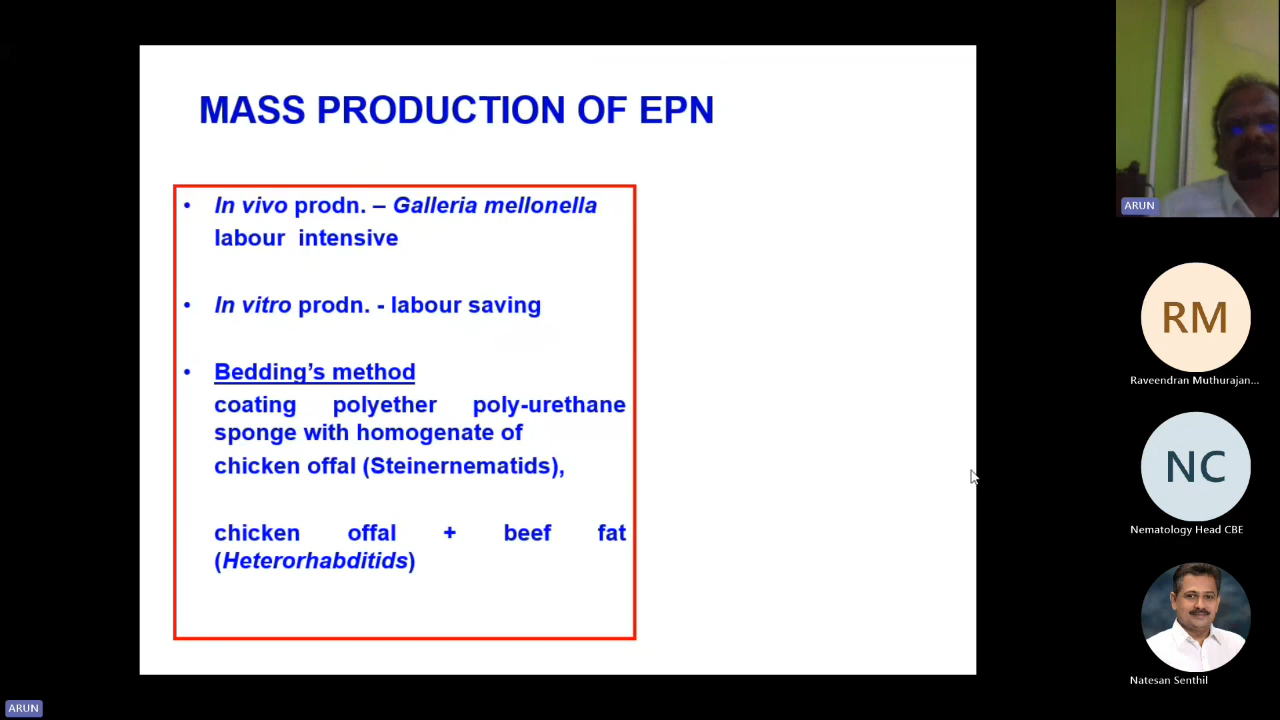 MASS PRODUCTION OF EPN
• In vivo prodn. – Galleria mellonella
labour intensive
• In vitro prodn. - labour saving
• Bedding's method
coating polyether poly-urethane
sponge with homogenate of
chicken offal (Steinernematids),
chicken offal + beef fat
(Heterorhabditids)
ARUN
RM
Raveendran Muthurajan...
NC
Nematology Head CBE
Natesan Senthil
ARUN